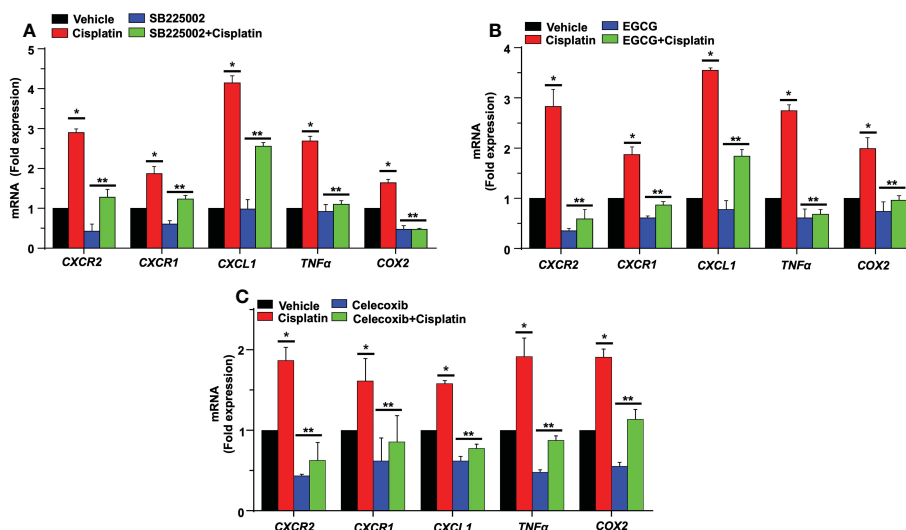 A
Vehicle SB225002
Cisplatin SB225002+Cisplatin
mRNA (Fold expression)
5
4
3
2
1
0
* ** * ** * ** * ** * **
CXCR2 CXCR1 CXCL1 TNFα COX2
B
Vehicle EGCG
Cisplatin EGCG+Cisplatin
mRNA
(Fold expression)
4
3
2
1
0
* ** * ** * ** * ** * **
CXCR2 CXCR1 CXCL1 TNFα COX2
C
Vehicle Celecoxib
Cisplatin Celecoxib+Cisplatin
mRNA
(Fold expression)
2
1
0
* ** * ** * ** * ** * **
CXCR2 CXCR1 CXCL1 TNFα COX2